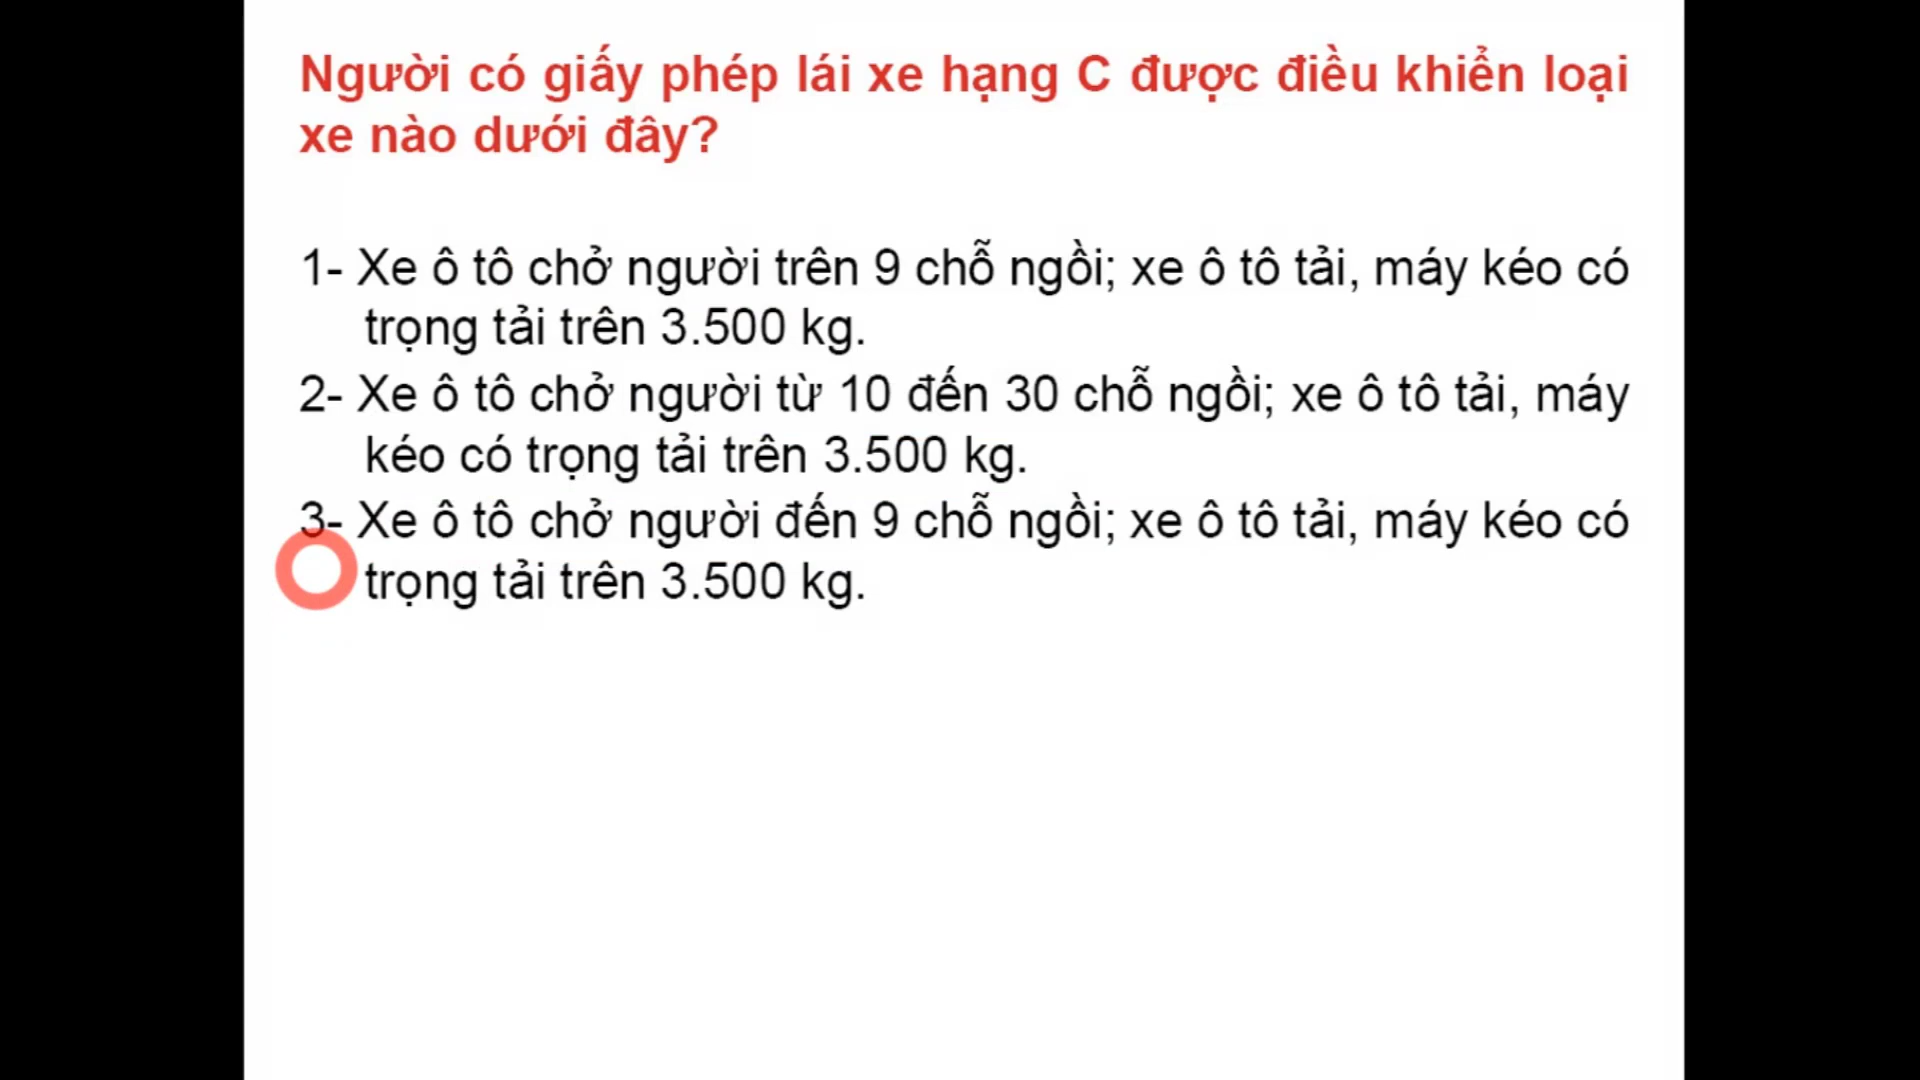 Người có giấy phép lái xe hạng C được điều khiển loại
xe nào dưới đây?
1- Xe ô tô chở người trên 9 chỗ ngồi; xe ô tô tải, máy kéo có
trọng tải trên 3.500 kg.
2- Xe ô tô chở người từ 10 đến 30 chỗ ngồi; xe ô tô tải, máy
kéo có trọng tải trên 3.500 kg.
3- Xe ô tô chở người đến 9 chỗ ngồi; xe ô tô tải, máy kéo có
trọng tải trên 3.500 kg.